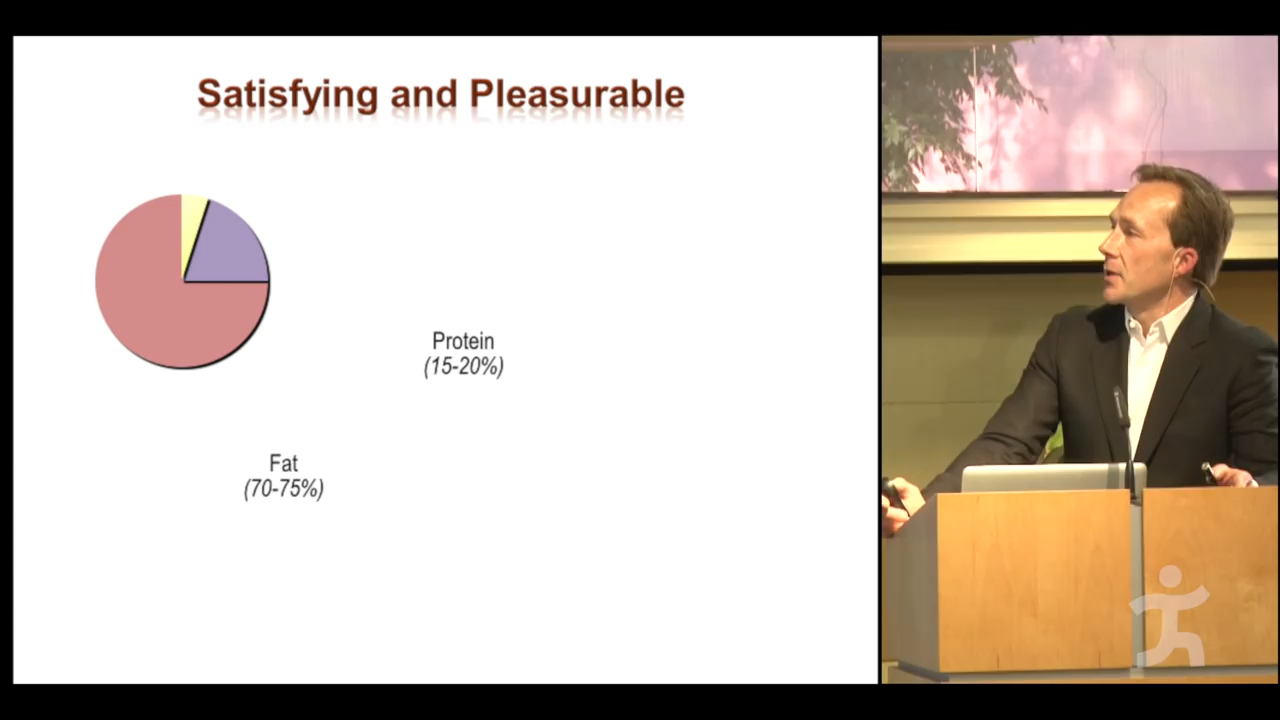 Satisfying and Pleasurable
Protein
(15-20%)
Fat
(70-75%)